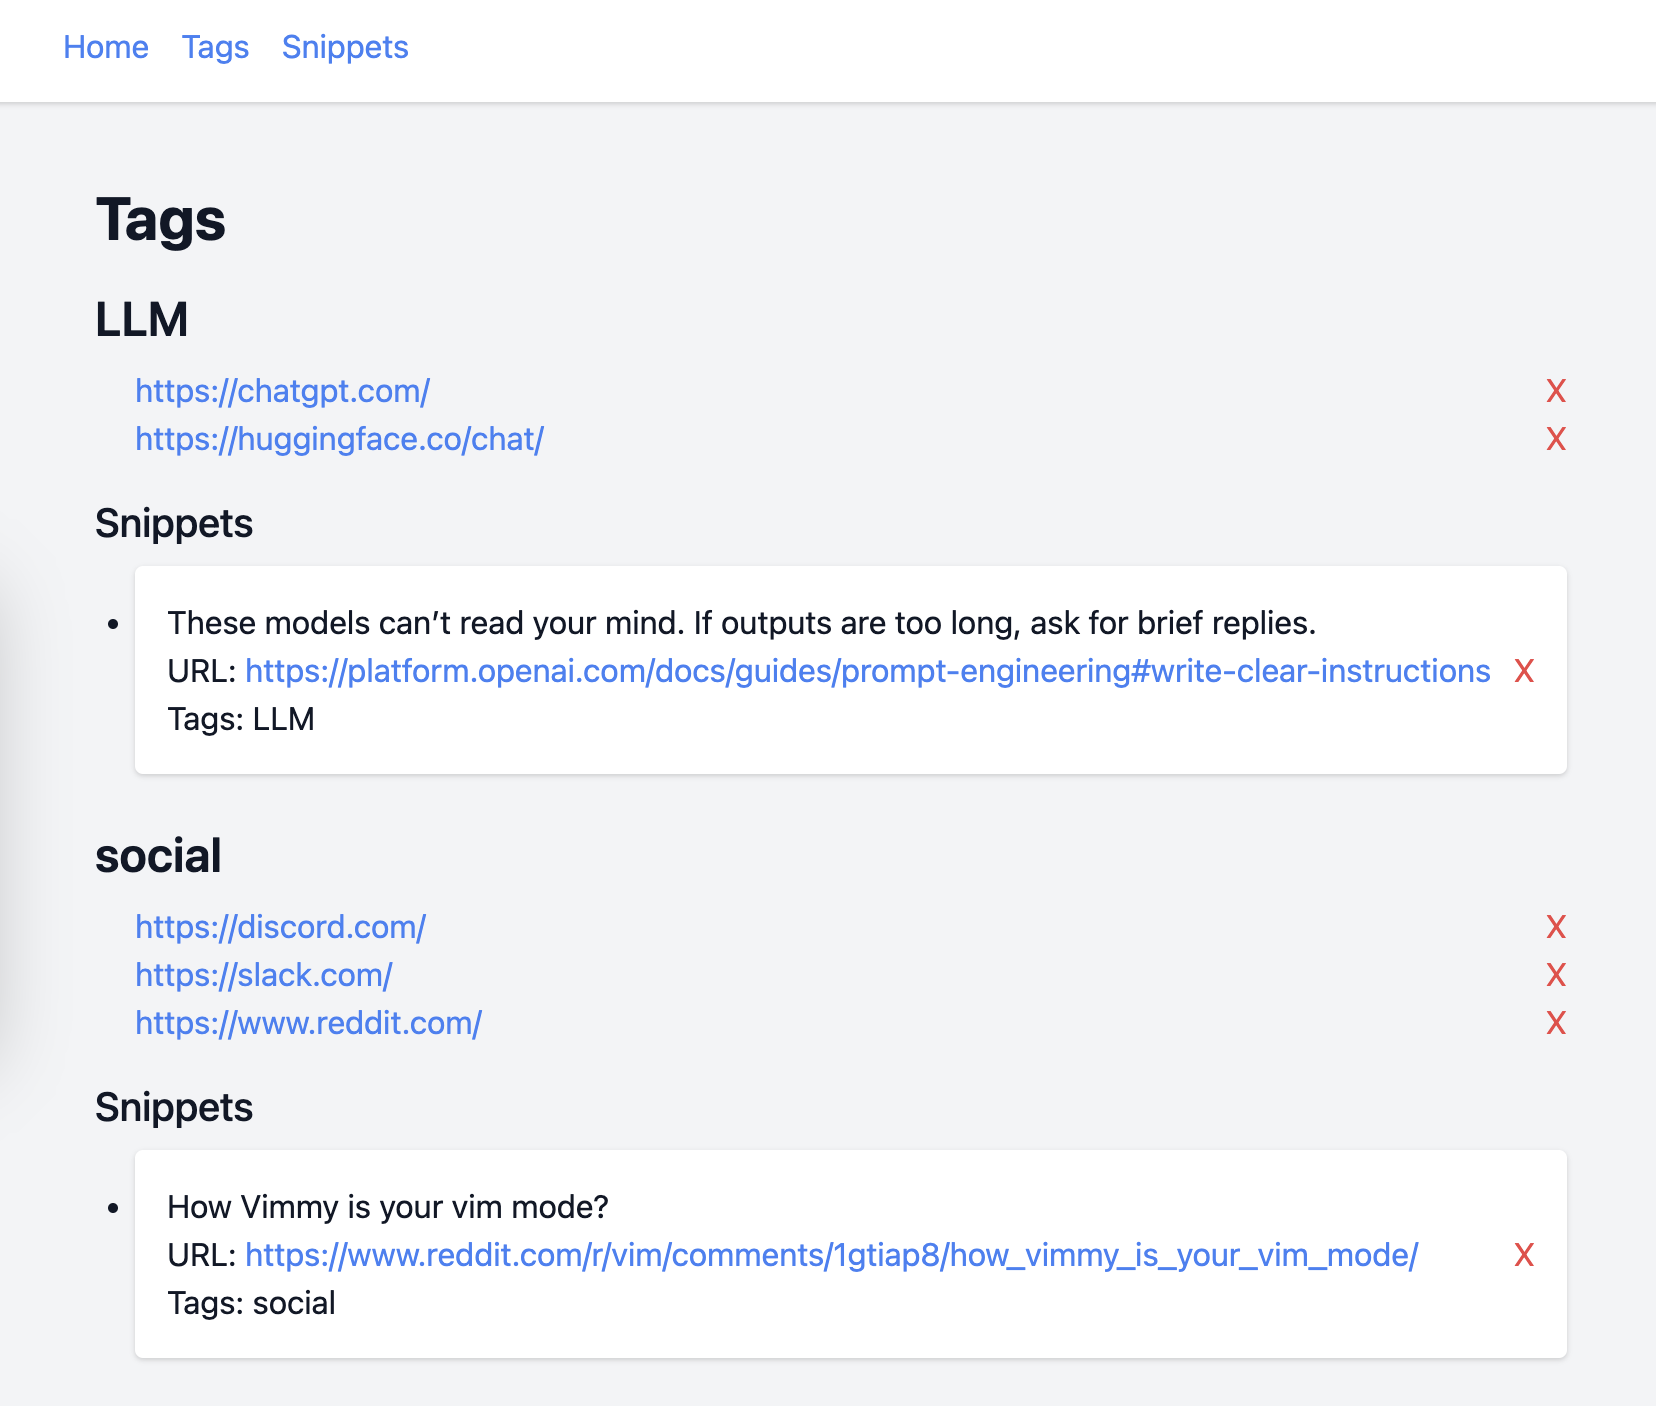 Home Tags Snippets
Tags
LLM
https://chatgpt.com/ X
https://huggingface.co/chat/ X
Snippets
• These models can’t read your mind. If outputs are too long, ask for brief replies.
URL: https://platform.openai.com/docs/guides/prompt-engineering#write-clear-instructions X
Tags: LLM
social
https://discord.com/ X
https://slack.com/ X
https://www.reddit.com/ X
Snippets
• How Vimmy is your vim mode?
URL: https://www.reddit.com/r/vim/comments/1gtiap8/how_vimmy_is_your_vim_mode/ X
Tags: social